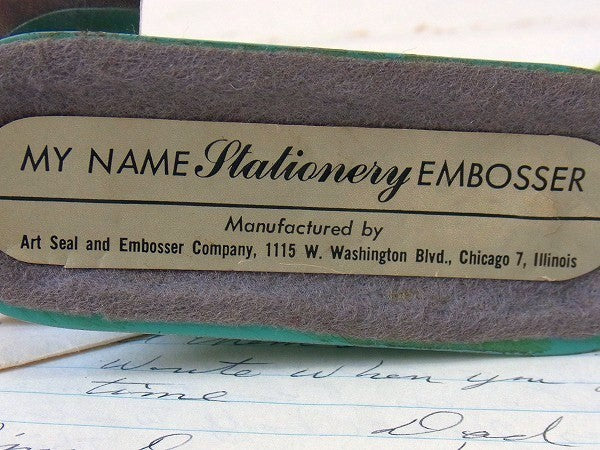 MY NAME Stationery EMBOSSER
Manufactured by
Art Seal and Embosser Company, 1115 W. Washington Blvd., Chicago 7, Illinois
Write when you
time
Dad